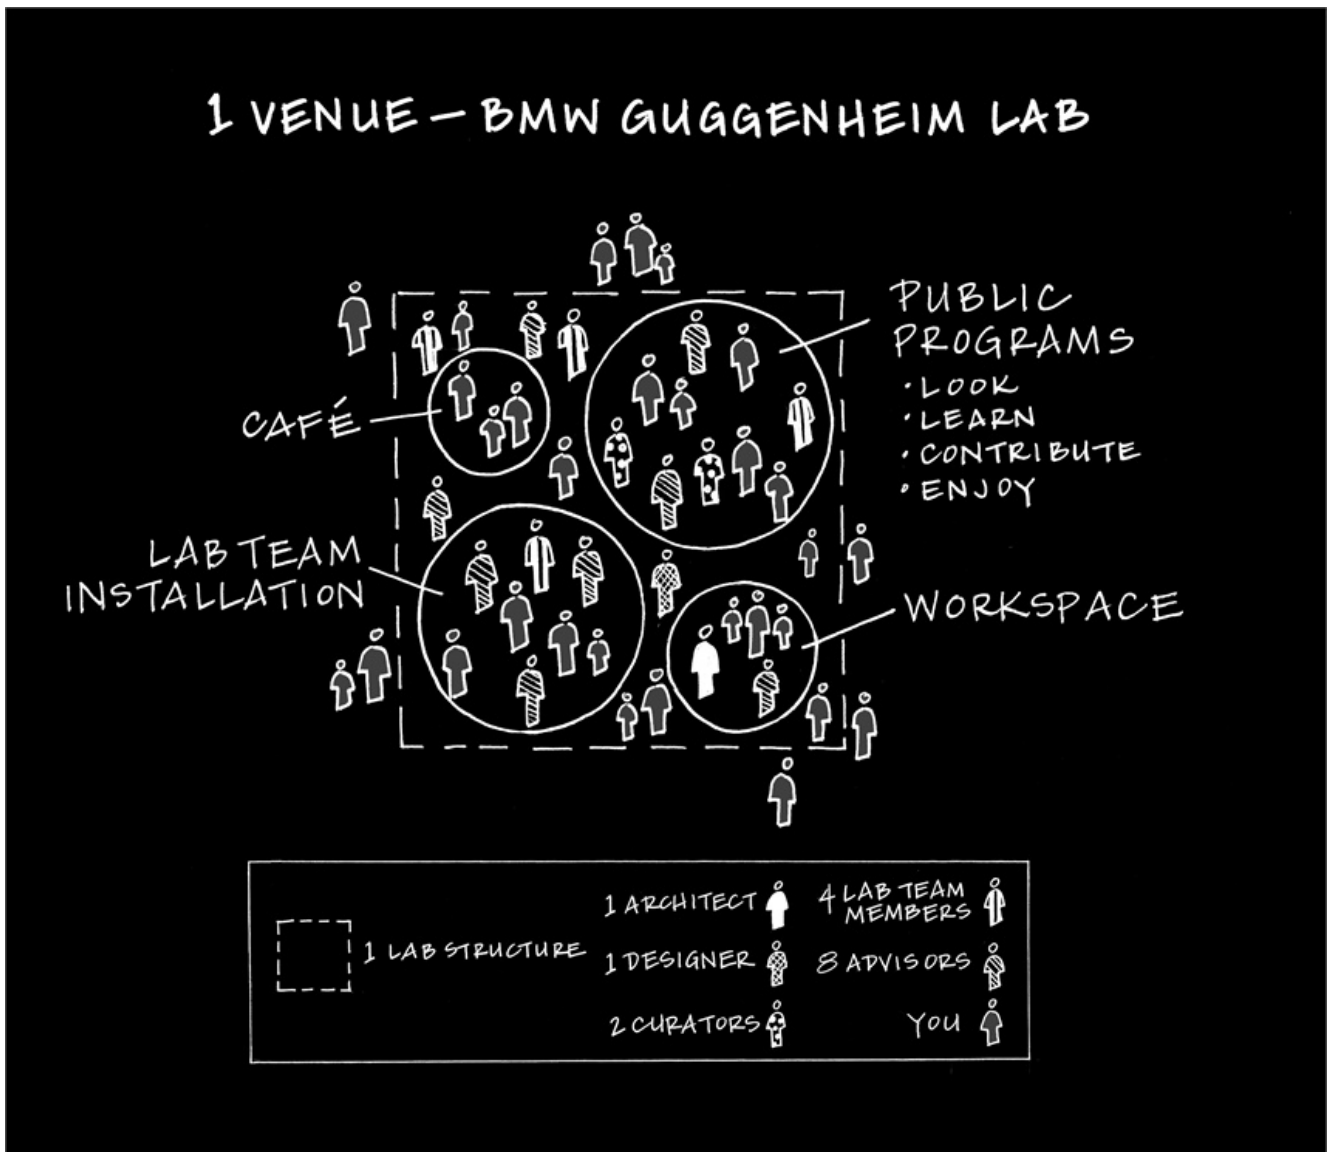 1 VENUE – BMW GUGGENHEIM LAB
PUBLIC
PROGRAMS
• LOOK
• LEARN
• CONTRIBUTE
• ENJOY
CAFÉ
LAB TEAM
INSTALLATION
WORKSPACE
1 LAB STRUCTURE
1 ARCHITECT
1 DESIGNER
2 CURATORS
4 LAB TEAM
MEMBERS
8 ADVISORS
YOU